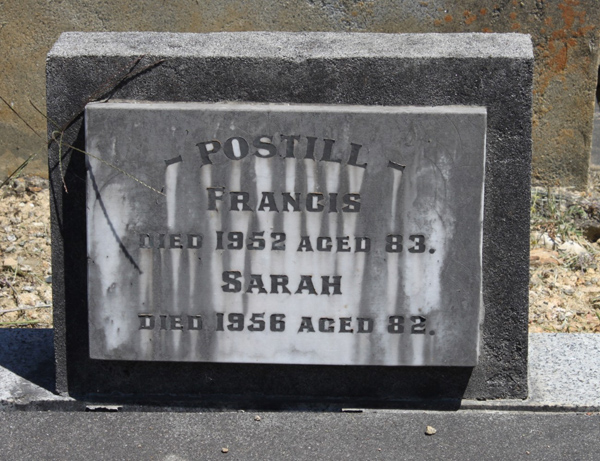 - POSTILL -
FRANCIS
DIED 1952 AGED 83.
SARAH
DIED 1956 AGED 82.